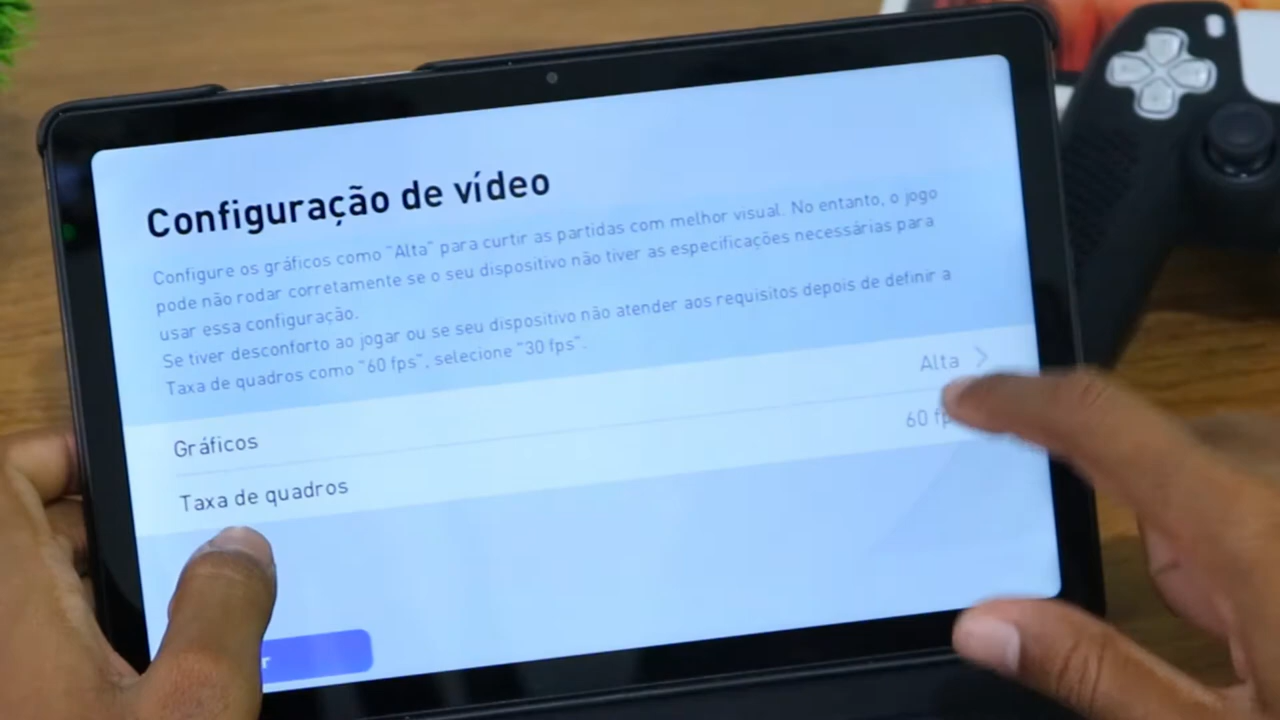 Configuração de vídeo
Configure os gráficos como "Alta" para curtir as partidas com melhor visual. No entanto, o jogo
pode não rodar corretamente se o seu dispositivo não tiver as especificações necessárias para
usar essa configuração.
Se tiver desconforto ao jogar ou se seu dispositivo não atender aos requisitos depois de definir a
Taxa de quadros como "60 fps", selecione "30 fps".
Gráficos Alta
Taxa de quadros 60